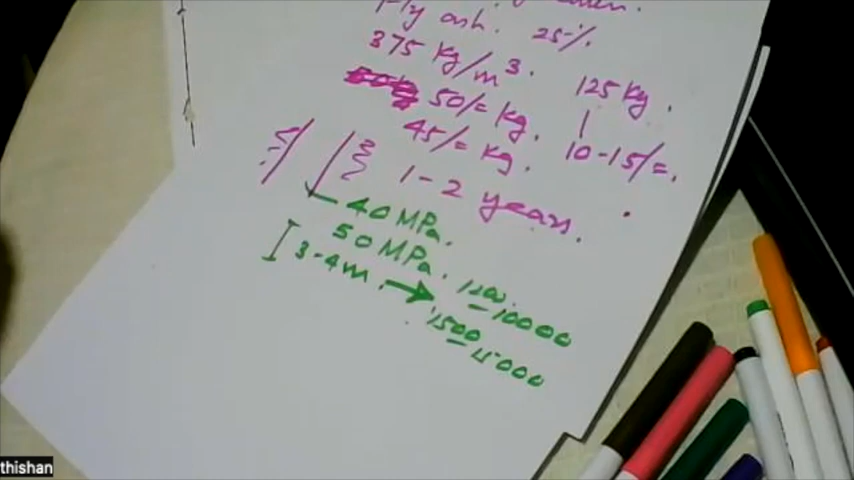 Fly ash. 25%.
375 Kg/m³. 125 Kg.
50/= kg.
45/= kg. 10-15/=.
1-2 years.
40 MPa.
50 MPa.
3-4m.
1200-10000
1500-15000
thishan